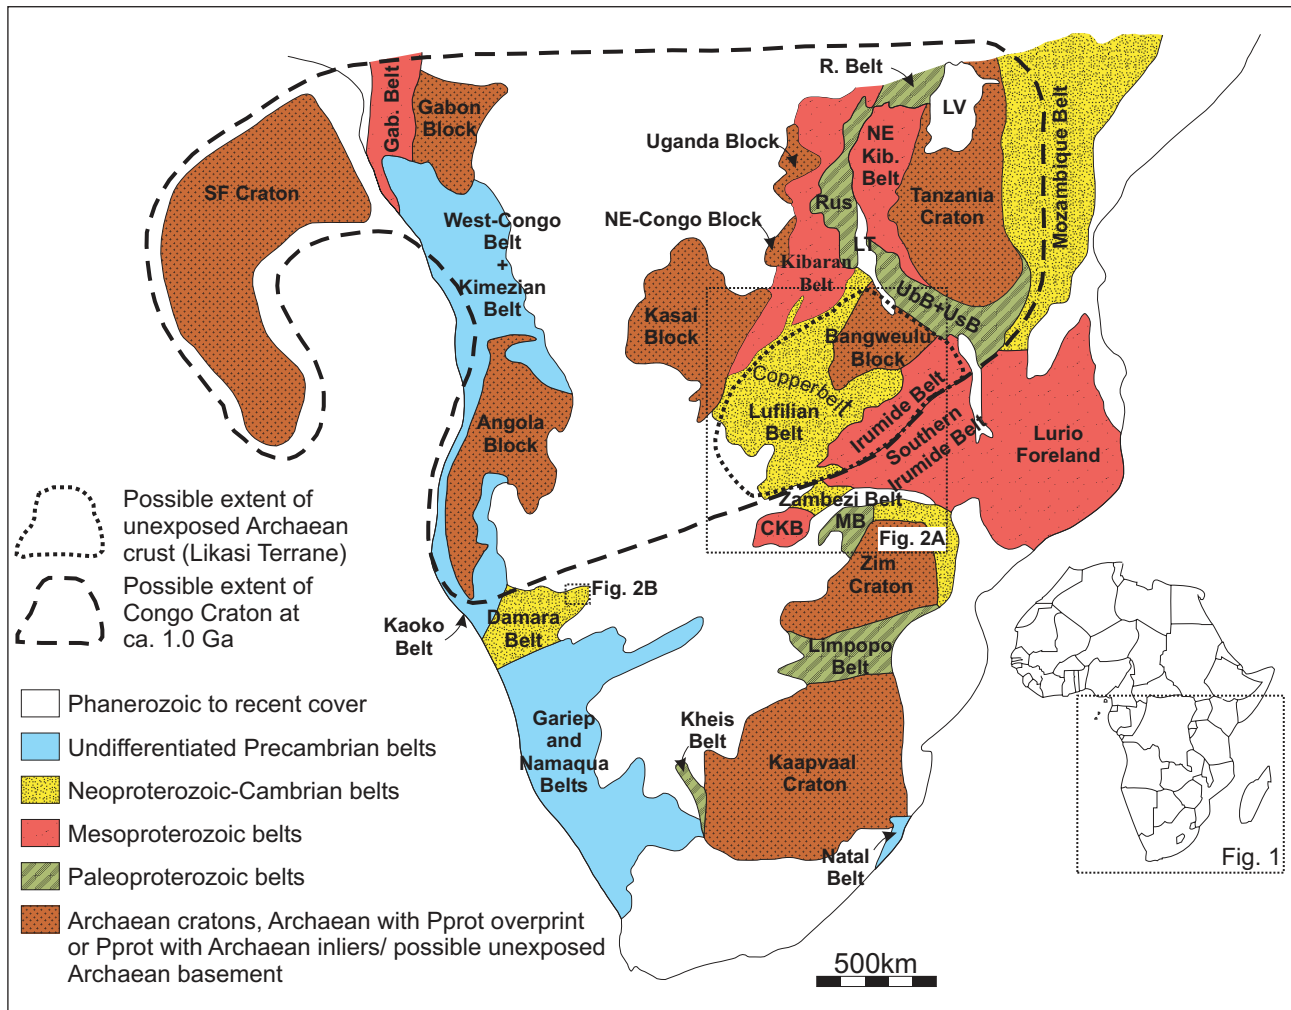 R. Belt
LV
Gab. Belt
Gabon
Block
Uganda Block
NE
Kib.
Belt
Mozambique Belt
SF Craton
Rus
Tanzania
Craton
West-Congo
Belt
+
Kimezian
Belt
NE-Congo Block
LT
Kibaran
Belt
UbB+UsB
Kasai
Block
Bangweulu
Block
Copperbelt
Lufilian
Belt
Irumide Belt
Southern
Irumide Belt
Lurio
Foreland
Angola
Block
Zambezi Belt
CKB
MB
Fig. 2A
Zim
Craton
Possible extent of
unexposed Archaean
crust (Likasi Terrane)
Possible extent of
Congo Craton at
ca. 1.0 Ga
Fig. 2B
Kaoko
Belt
Damara
Belt
Limpopo
Belt
Phanerozoic to recent cover
Undifferentiated Precambrian belts
Neoproterozoic-Cambrian belts
Mesoproterozoic belts
Paleoproterozoic belts
Archaean cratons, Archaean with Pprot overprint
or Pprot with Archaean inliers/ possible unexposed
Archaean basement
Gariep
and
Namaqua
Belts
Kheis
Belt
Kaapvaal
Craton
Natal
Belt
Fig. 1
500km